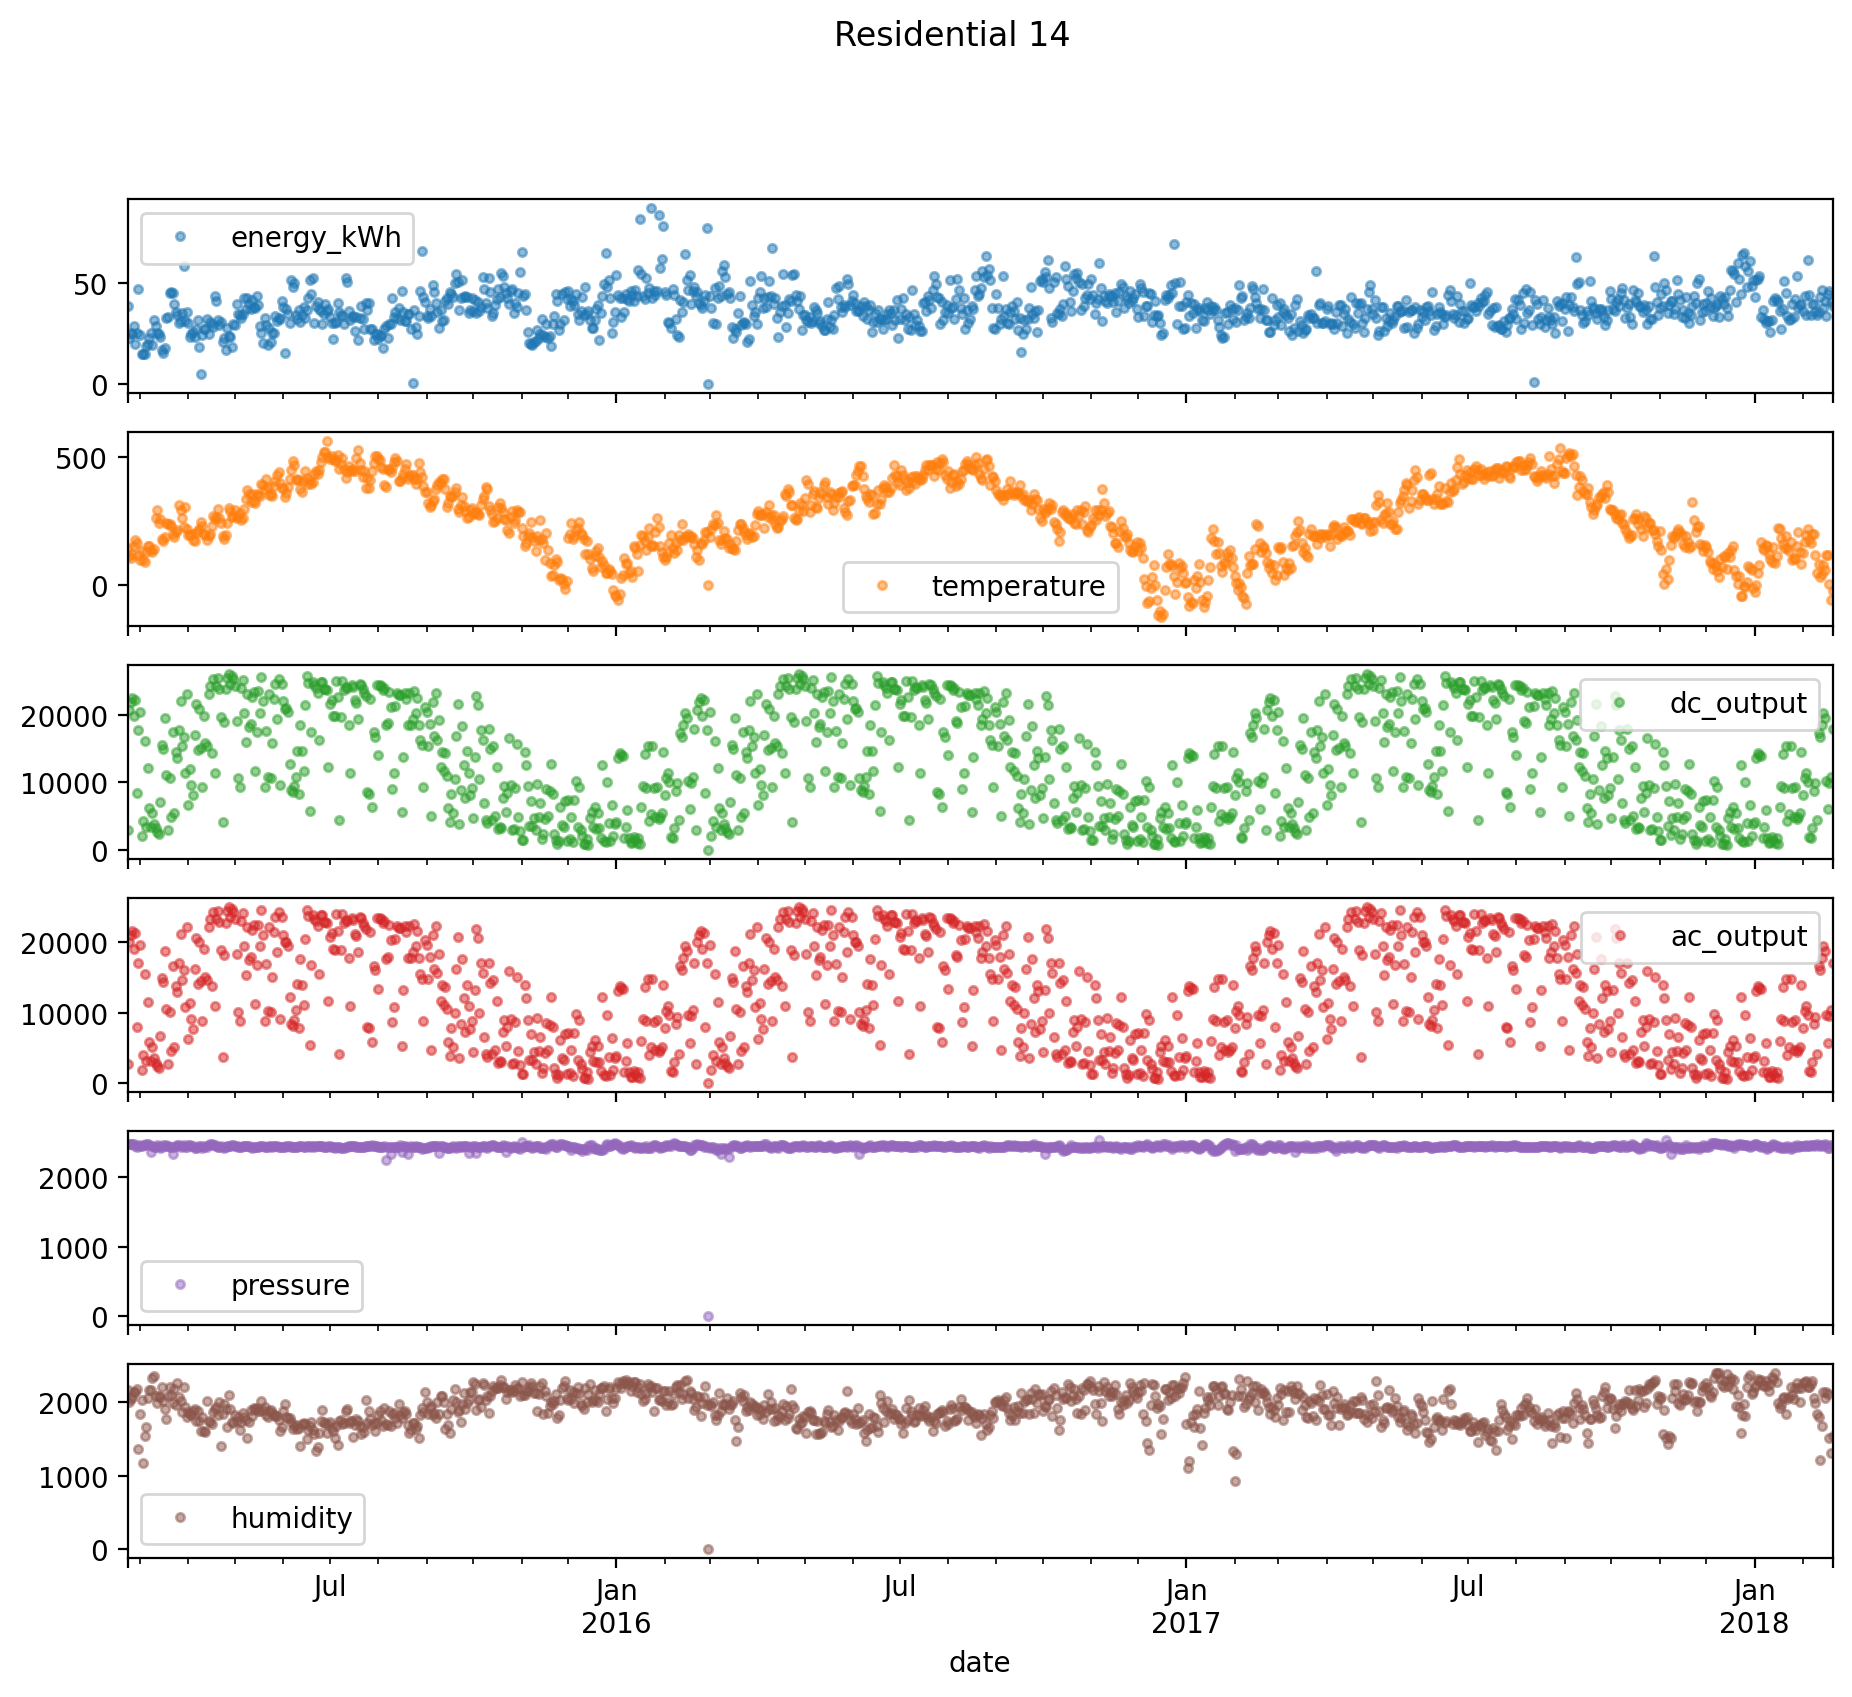 Residential 14
energy_kWh
50
0
500
temperature
0
dc_output
20000
10000
0
ac_output
20000
10000
0
2000
1000
pressure
0
2000
1000
humidity
0
Jul
Jan
2016
Jul
Jan
2017
Jul
Jan
2018
date